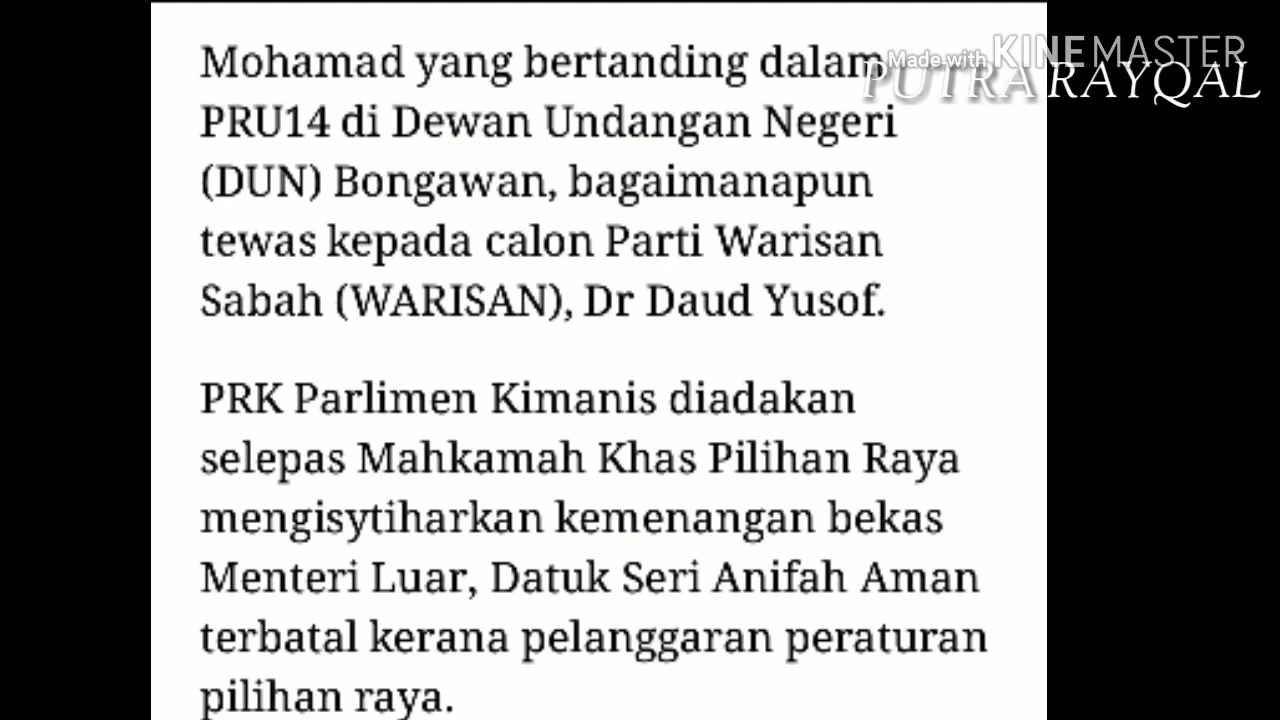 Mohamad yang bertanding dalam
Made with KINEMASTER
PUTRA RAYQAL
PRU14 di Dewan Undangan Negeri
(DUN) Bongawan, bagaimanapun
tewas kepada calon Parti Warisan
Sabah (WARISAN), Dr Daud Yusof.
PRK Parlimen Kimanis diadakan
selepas Mahkamah Khas Pilihan Raya
mengisytiharkan kemenangan bekas
Menteri Luar, Datuk Seri Anifah Aman
terbatal kerana pelanggaran peraturan
pilihan raya.